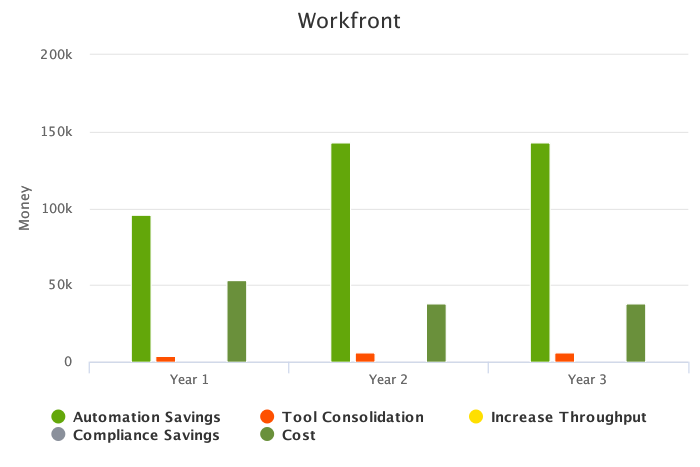 Workfront
200k
150k
100k
50k
0
Money
Year 1 Year 2 Year 3
Automation Savings Tool Consolidation Increase Throughput
Compliance Savings Cost